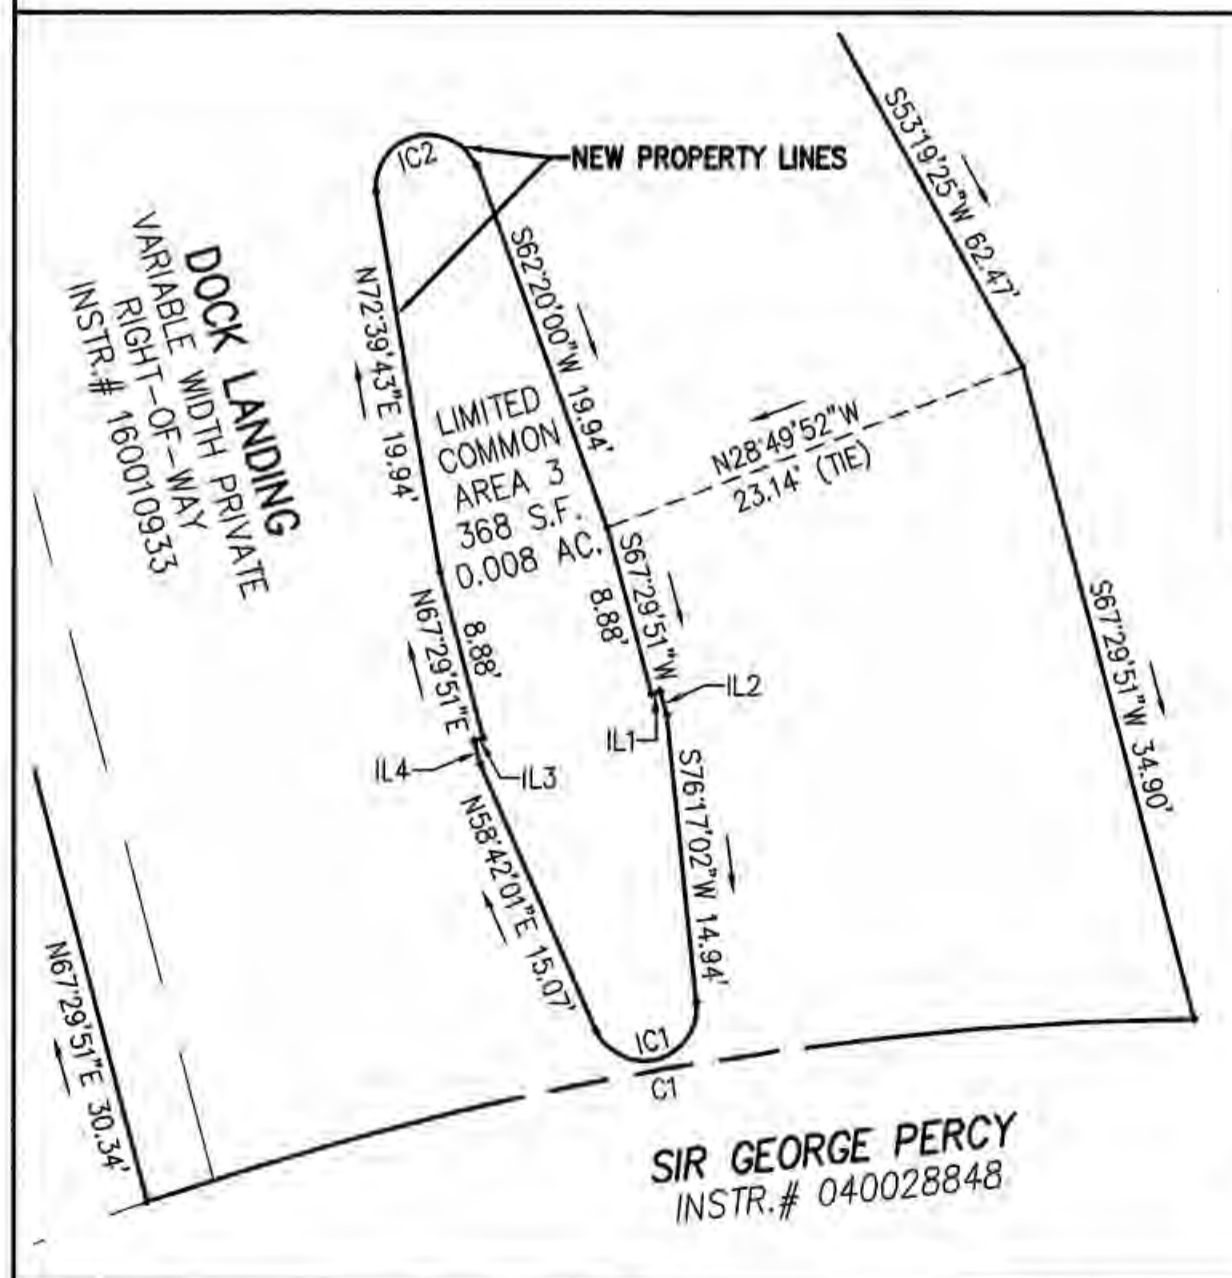 NEW PROPERTY LINES
IC2
S53°19'25"W 62.47'
S62°20'00"W 19.94'
N72°39'43"E 19.94'
DOCK LANDING
VARIABLE WIDTH PRIVATE
RIGHT-OF-WAY
INSTR.# 160010933
LIMITED
COMMON
AREA 3
368 S.F.
0.008 AC.
N28°49'52"W
23.14' (TIE)
S67°29'51"W
8.88'
N67°29'51"E
8.88'
IL2
IL1
IL4
IL3
S67°29'51"W 34.90'
S76°17'02"W 14.94'
N58°42'01"E 15.07'
N67°29'51"E 30.34'
IC1
C1
SIR GEORGE PERCY
INSTR.# 040028848